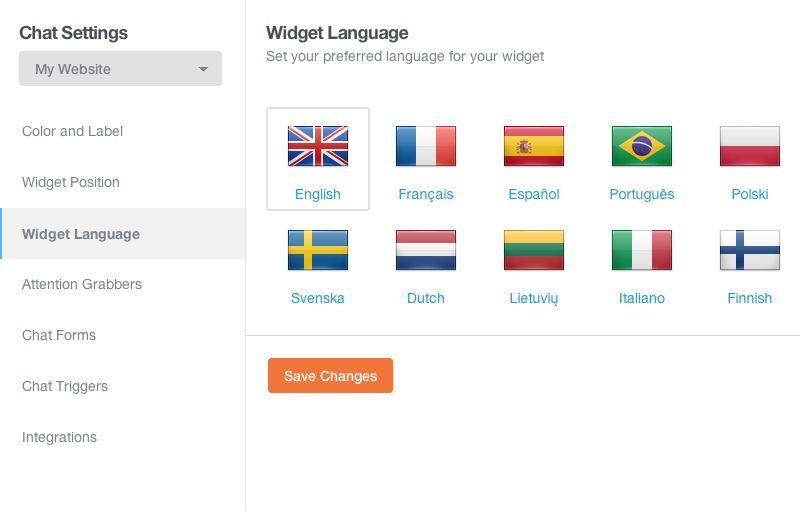 Chat Settings
My Website
Color and Label
Widget Position
Widget Language
Attention Grabbers
Chat Forms
Chat Triggers
Integrations
Widget Language
Set your preferred language for your widget
English Français Español Português Polski
Svenska Dutch Lietuvių Italiano Finnish
Save Changes